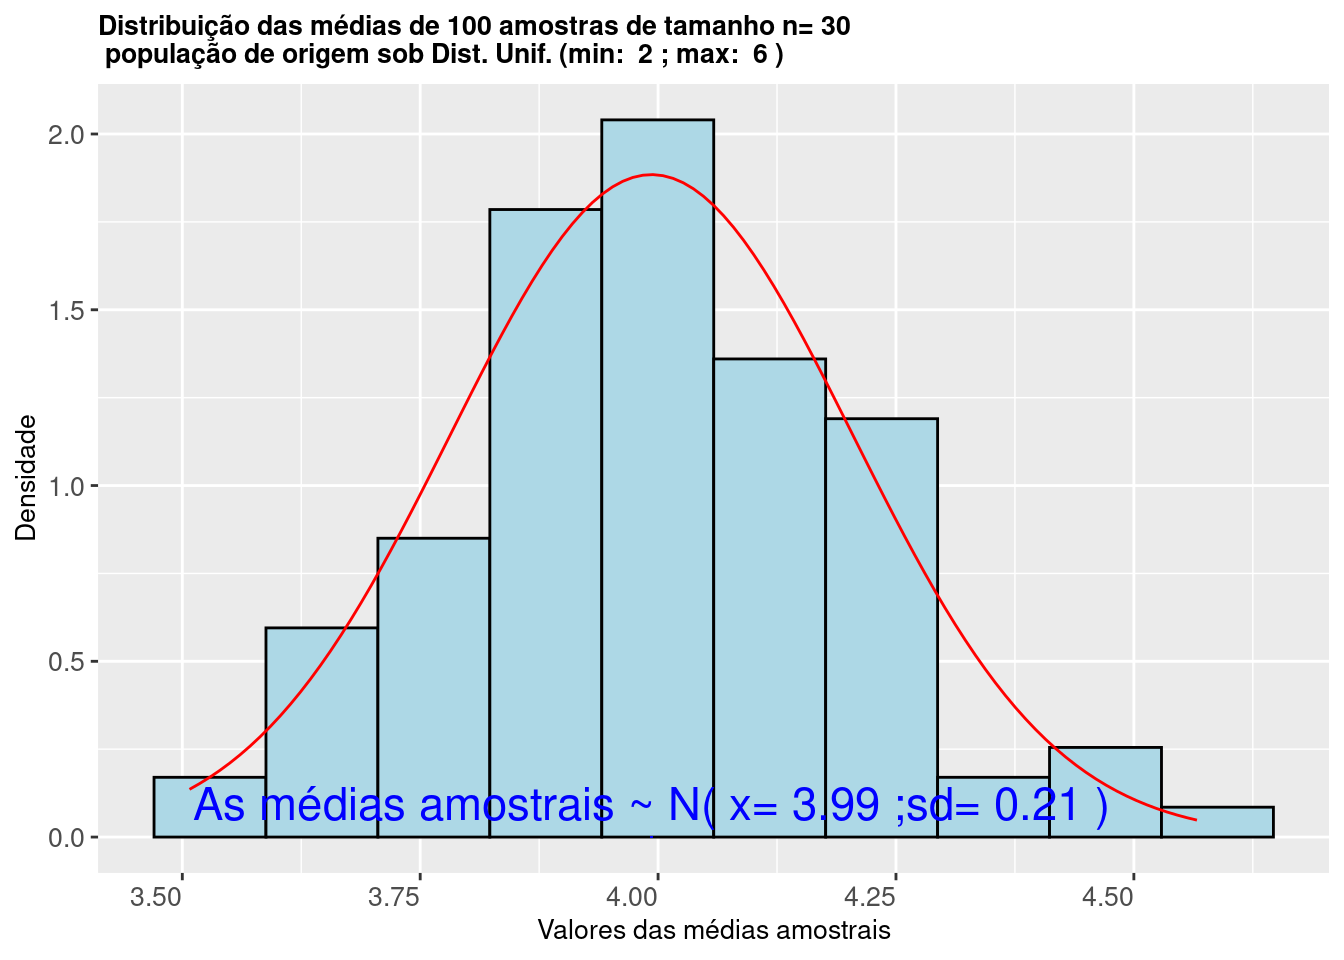 Distribuição das médias de 100 amostras de tamanho n= 30
população de origem sob Dist. Unif. (min:  2 ; max:  6 )
2.0
1.5
1.0
0.5
0.0
Densidade
As médias amostrais ~ N( x= 3.99 ;sd= 0.21 )
3.50 3.75 4.00 4.25 4.50
Valores das médias amostrais